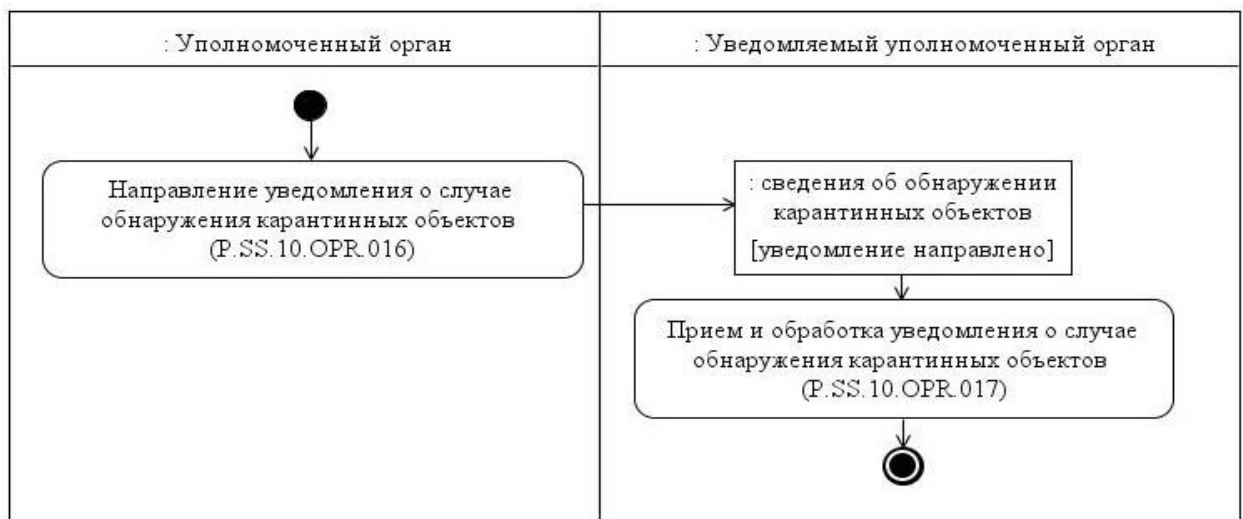 : Уполномоченный орган
: Уведомляемый уполномоченный орган
Направление уведомления о случае
обнаружения карантинных объектов
(P.SS.10.OPR.016)
: сведения об обнаружении
карантинных объектов
[уведомление направлено]
Прием и обработка уведомления о случае
обнаружения карантинных объектов
(P.SS.10.OPR.017)